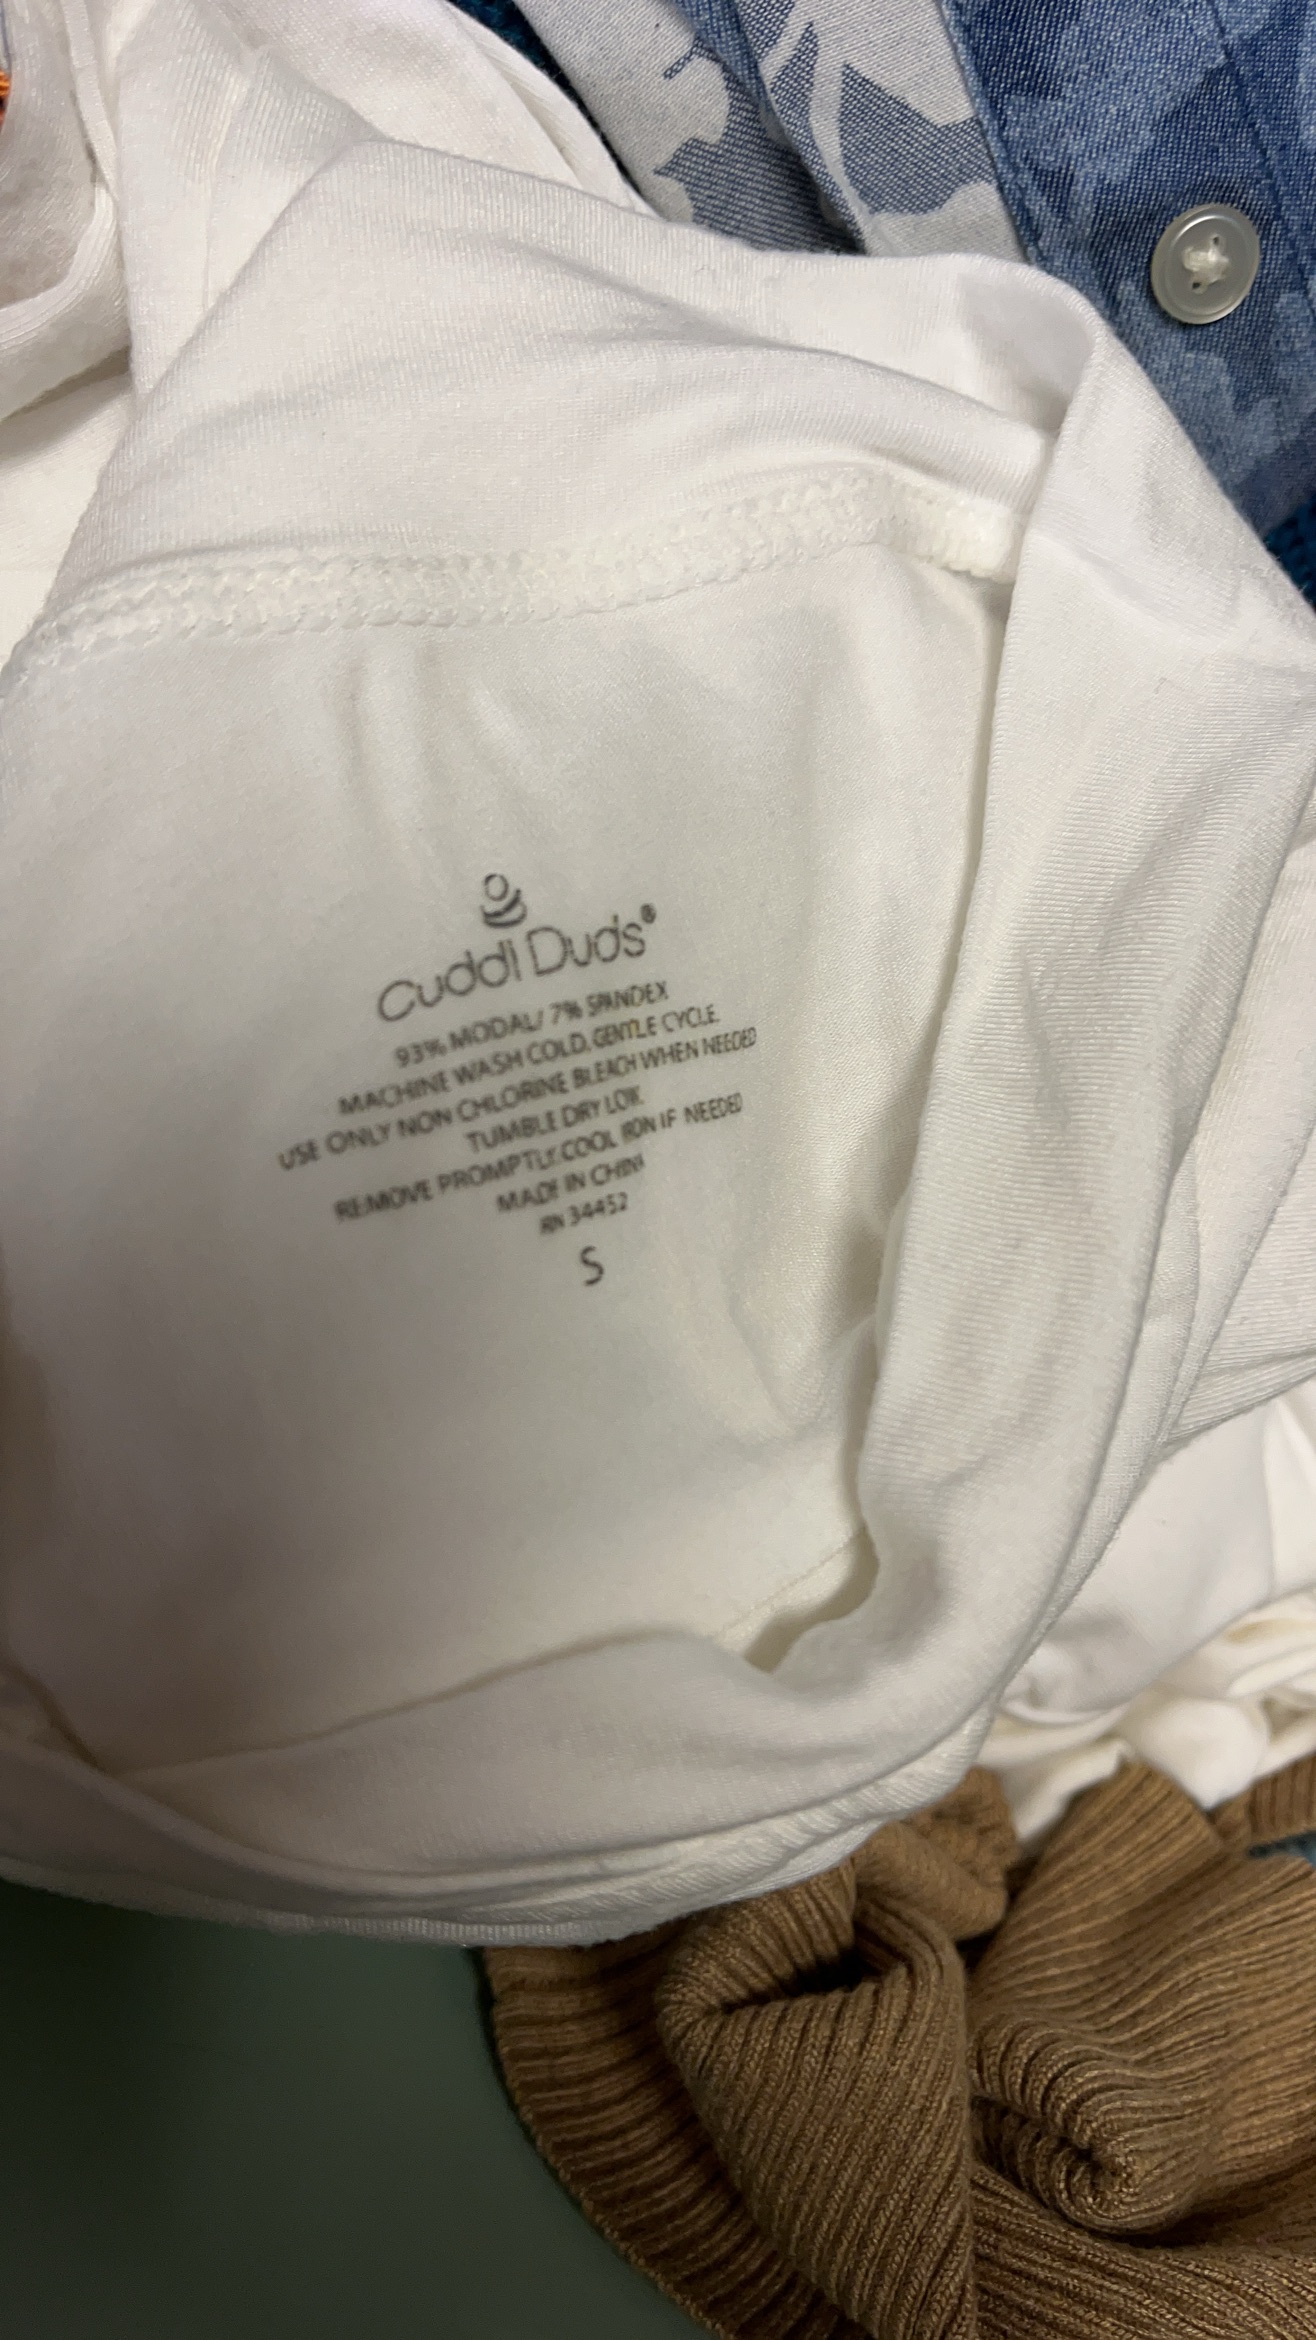 Cuddl Duds®
93% MODAL/ 7% SPANDEX
MACHINE WASH COLD, GENTLE CYCLE.
USE ONLY NON CHLORINE BLEACH WHEN NEEDED
TUMBLE DRY LOW.
REMOVE PROMPTLY. COOL IRON IF NEEDED
MADE IN CHINA
RN 34452
S